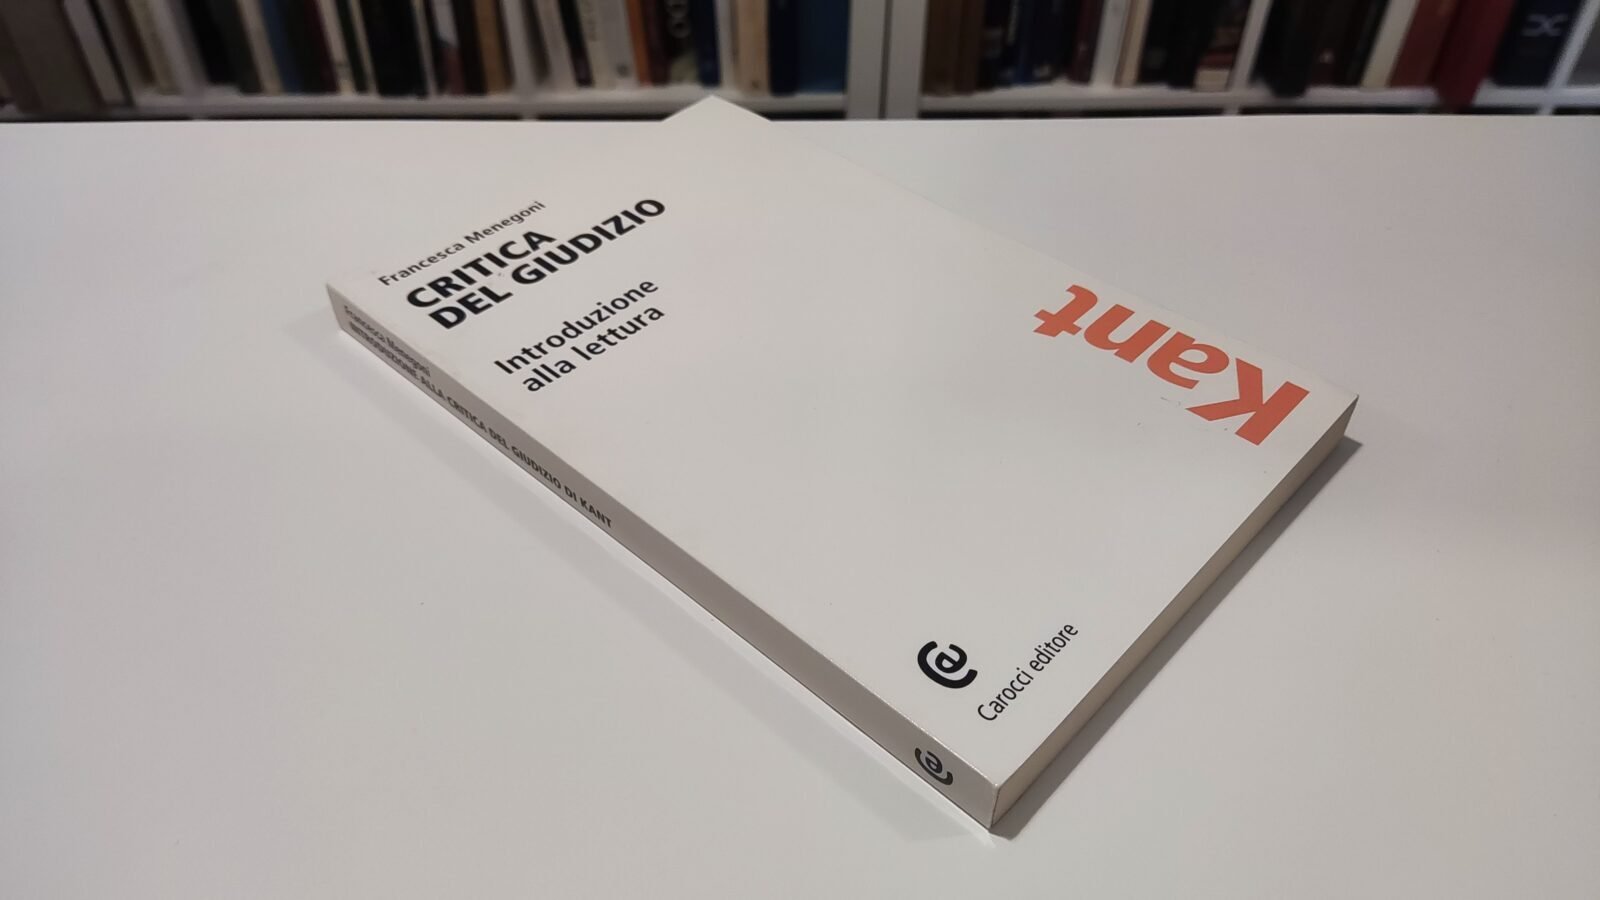 Francesca Menegoni
CRITICA
DEL GIUDIZIO
Introduzione
alla lettura
Kant
Carocci editore
Francesca Menegoni
INTRODUZIONE ALLA CRITICA DEL GIUDIZIO DI KANT